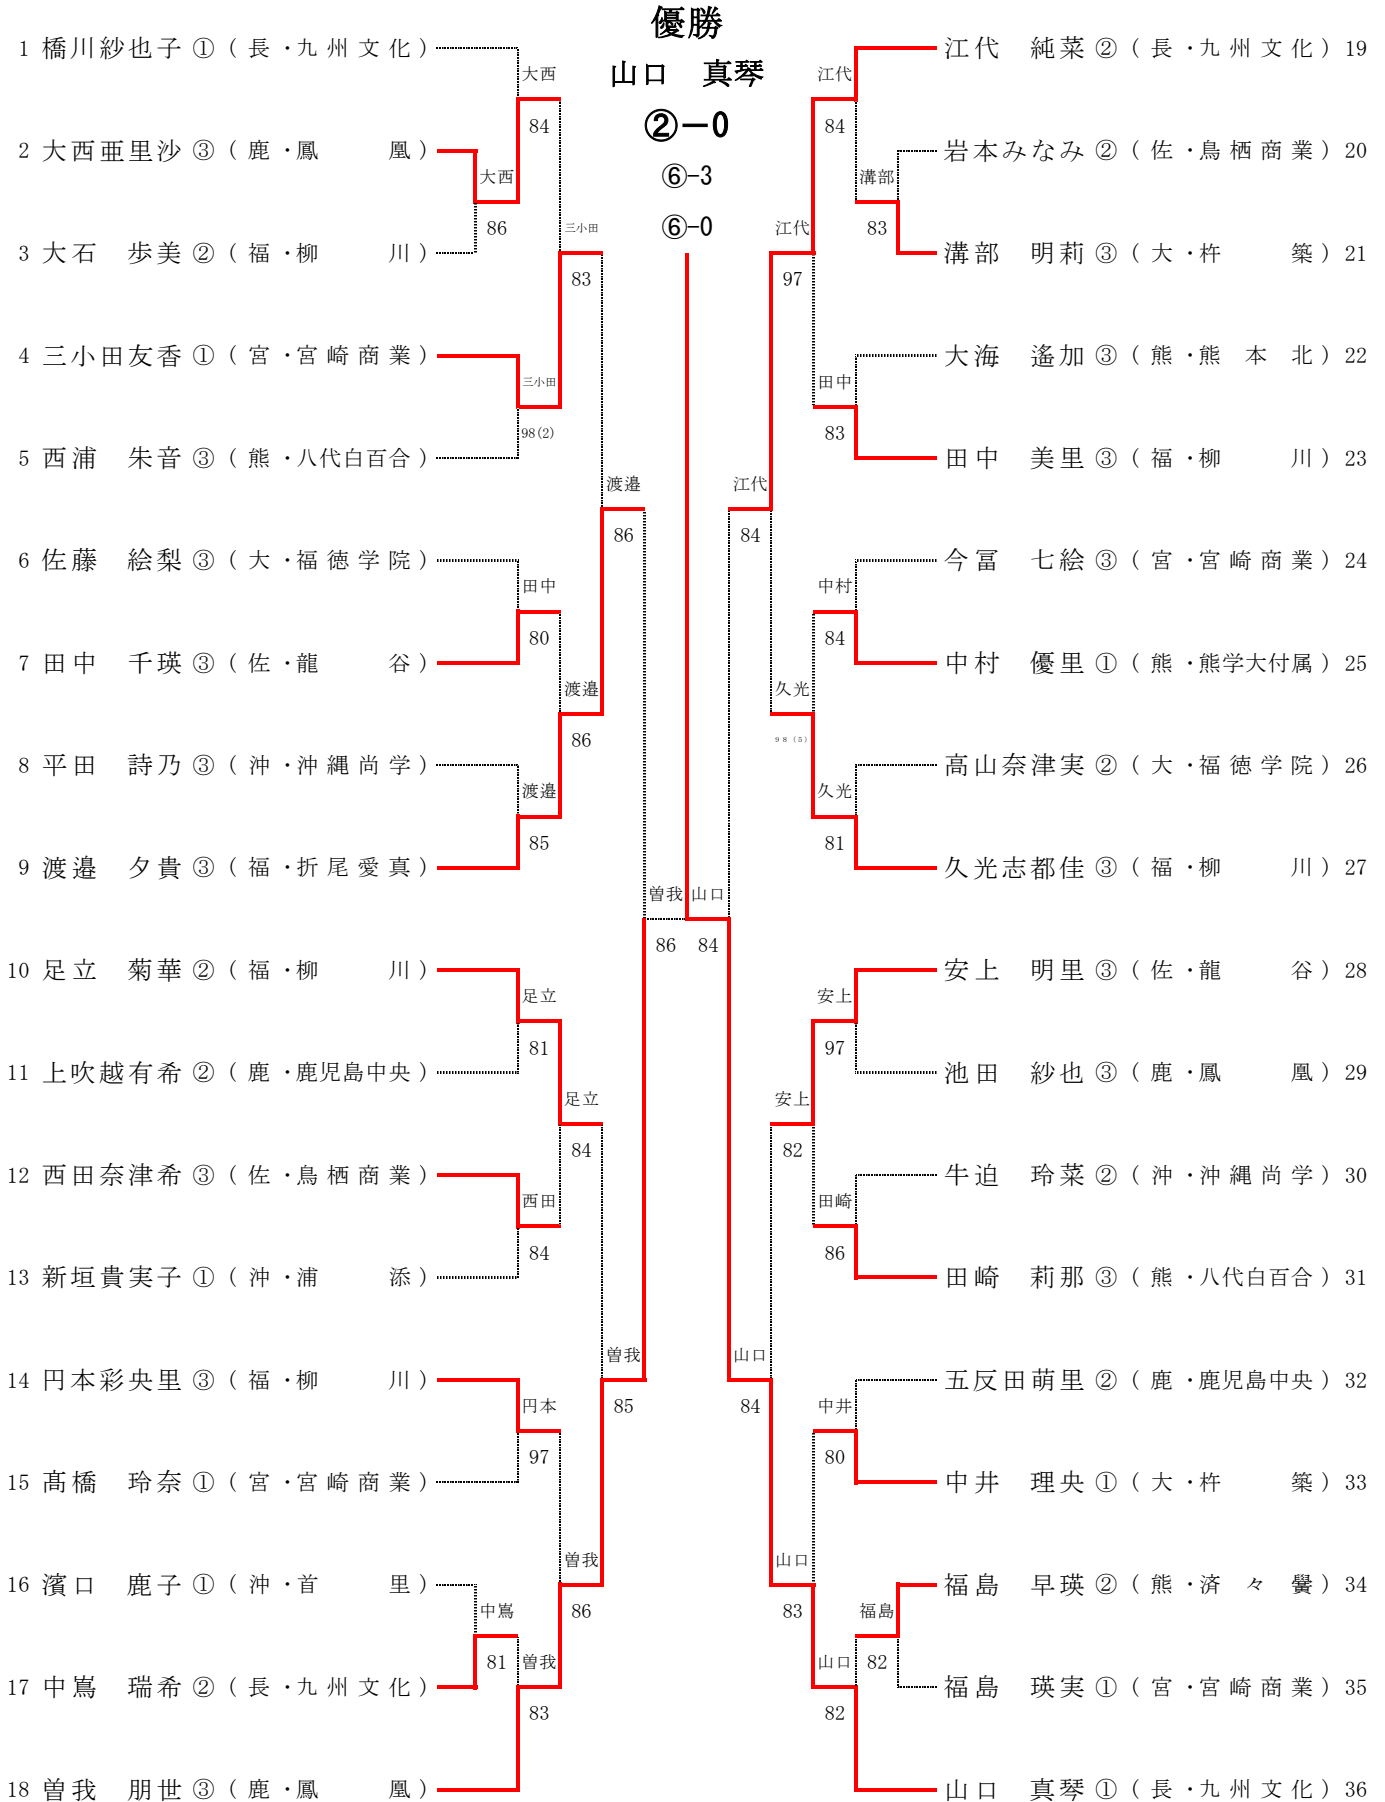 優勝
山口　真琴
②－0
⑥-3
⑥-0
1 橋川紗也子 ① （ 長 ・ 九州文化 ）
2 大西亜里沙 ③ （ 鹿 ・ 鳳　凰 ）
3 大石　歩美 ② （ 福 ・ 柳　川 ）
4 三小田友香 ① （ 宮 ・ 宮崎商業 ）
5 西浦　朱音 ③ （ 熊 ・ 八代白百合 ）
6 佐藤　絵梨 ③ （ 大 ・ 福徳学院 ）
7 田中　千瑛 ③ （ 佐 ・ 龍　谷 ）
8 平田　詩乃 ③ （ 沖 ・ 沖縄尚学 ）
9 渡邉　夕貴 ③ （ 福 ・ 折尾愛真 ）
10 足立　菊華 ② （ 福 ・ 柳　川 ）
11 上吹越有希 ② （ 鹿 ・ 鹿児島中央 ）
12 西田奈津希 ③ （ 佐 ・ 鳥栖商業 ）
13 新垣貴実子 ① （ 沖 ・ 浦　添 ）
14 円本彩央里 ③ （ 福 ・ 柳　川 ）
15 髙橋　玲奈 ① （ 宮 ・ 宮崎商業 ）
16 濱口　鹿子 ① （ 沖 ・ 首　里 ）
17 中嶌　瑞希 ② （ 長 ・ 九州文化 ）
18 曽我　朋世 ③ （ 鹿 ・ 鳳　凰 ）
大西
84
大西
86
三小田
83
三小田
98(2)
渡邉
86
田中
80
渡邉
86
渡邉
85
曽我
86
足立
81
足立
84
西田
84
曽我
85
円本
97
曽我
86
中嶌
81
曽我
83
山口
84
江代
84
溝部
83
江代
97
田中
83
江代
84
中村
84
久光
98（5）
久光
81
安上
97
安上
82
田崎
86
山口
84
中井
80
山口
83
福島
82
山口
82
江代　純菜 ② （ 長 ・ 九州文化 ） 19
岩本みなみ ② （ 佐 ・ 鳥栖商業 ） 20
溝部　明莉 ③ （ 大 ・ 杵　築 ） 21
大海　遙加 ③ （ 熊 ・ 熊本北 ） 22
田中　美里 ③ （ 福 ・ 柳　川 ） 23
今冨　七絵 ③ （ 宮 ・ 宮崎商業 ） 24
中村　優里 ① （ 熊 ・ 熊学大付属 ） 25
高山奈津実 ② （ 大 ・ 福徳学院 ） 26
久光志都佳 ③ （ 福 ・ 柳　川 ） 27
安上　明里 ③ （ 佐 ・ 龍　谷 ） 28
池田　紗也 ③ （ 鹿 ・ 鳳　凰 ） 29
牛迫　玲菜 ② （ 沖 ・ 沖縄尚学 ） 30
田崎　莉那 ③ （ 熊 ・ 八代白百合 ） 31
五反田萌里 ② （ 鹿 ・ 鹿児島中央 ） 32
中井　理央 ① （ 大 ・ 杵　築 ） 33
福島　早瑛 ② （ 熊 ・ 済々黌 ） 34
福島　瑛実 ① （ 宮 ・ 宮崎商業 ） 35
山口　真琴 ① （ 長 ・ 九州文化 ） 36